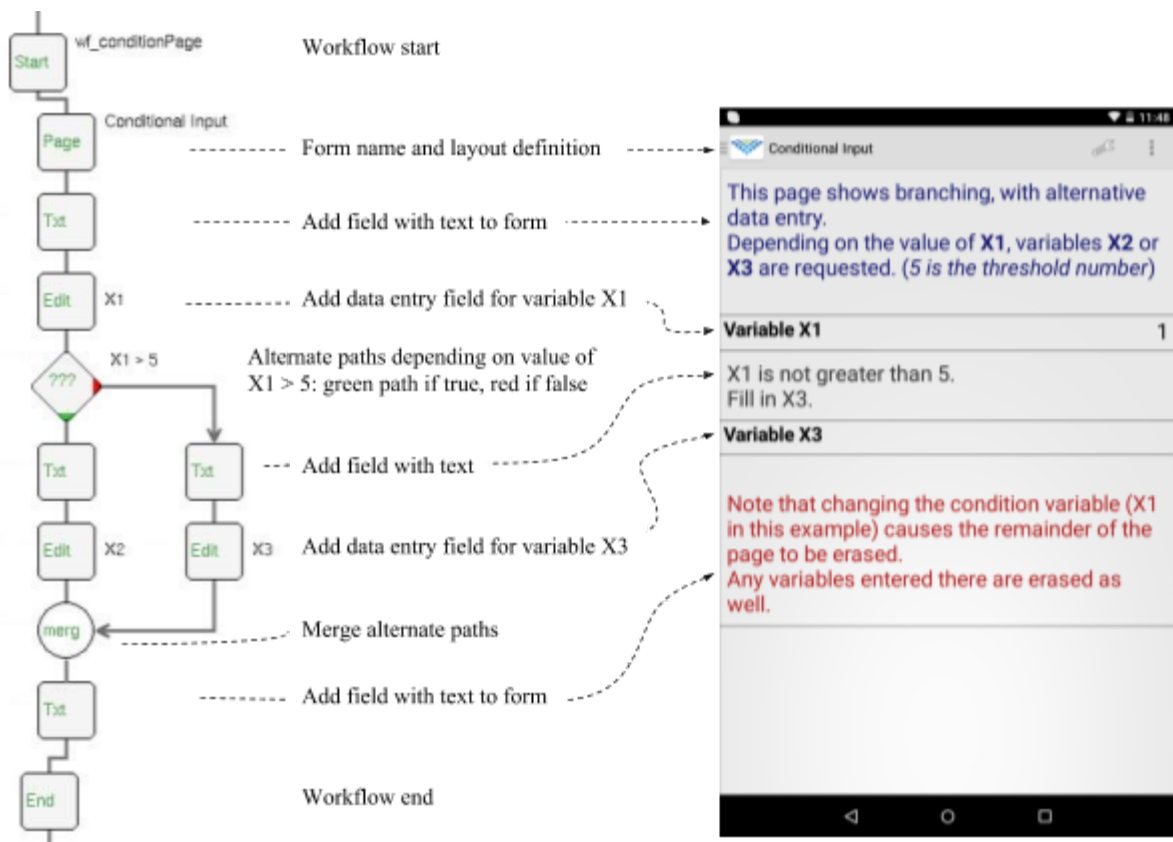 wf_conditionPage
Workflow start
Start
Conditional Input
Page
Form name and layout definition
Txt
Add field with text to form
Edit
X1
Add data entry field for variable X1
X1 > 5
???
Alternate paths depending on value of
X1 > 5: green path if true, red if false
Txt
Txt
Add field with text
Edit
X2
Edit
X3
Add data entry field for variable X3
merg
Merge alternate paths
Txt
Add field with text to form
End
Workflow end
11:48
Conditional Input
This page shows branching, with alternative
data entry.
Depending on the value of X1, variables X2 or
X3 are requested. (5 is the threshold number)
Variable X1
1
X1 is not greater than 5.
Fill in X3.
Variable X3
Note that changing the condition variable (X1
in this example) causes the remainder of the
page to be erased.
Any variables entered there are erased as
well.